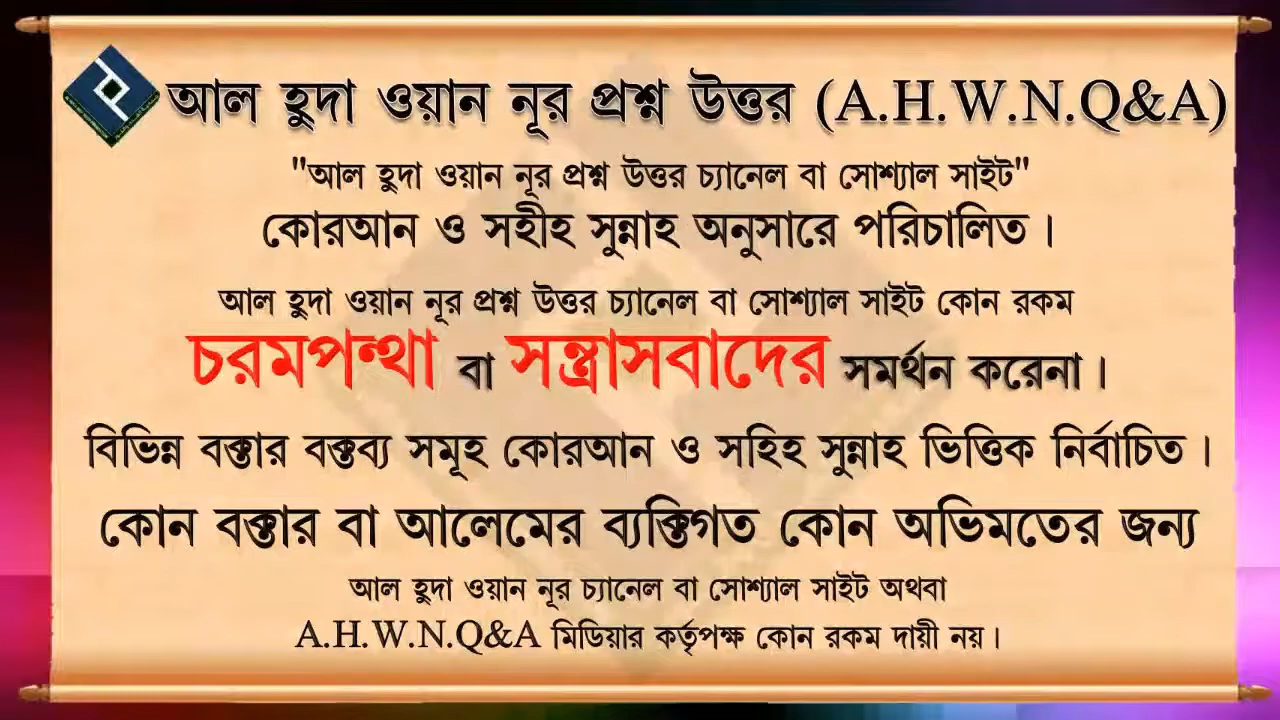 আল হুদা ওয়ান নূর প্রশ্ন উত্তর (A.H.W.N.Q&A)
"আল হুদা ওয়ান নূর প্রশ্ন উত্তর চ্যানেল বা সোশ্যাল সাইট"
কোরআন ও সহীহ সুন্নাহ অনুসারে পরিচালিত ।
আল হুদা ওয়ান নূর প্রশ্ন উত্তর চ্যানেল বা সোশ্যাল সাইট কোন রকম
চরমপন্থা বা সন্ত্রাসবাদের সমর্থন করেনা ।
বিভিন্ন বক্তার বক্তব্য সমূহ কোরআন ও সহিহ সুন্নাহ ভিত্তিক নির্বাচিত ।
কোন বক্তার বা আলেমের ব্যক্তিগত কোন অভিমতের জন্য
আল হুদা ওয়ান নূর চ্যানেল বা সোশ্যাল সাইট অথবা
A.H.W.N.Q&A মিডিয়ার কর্তৃপক্ষ কোন রকম দায়ী নয় ।